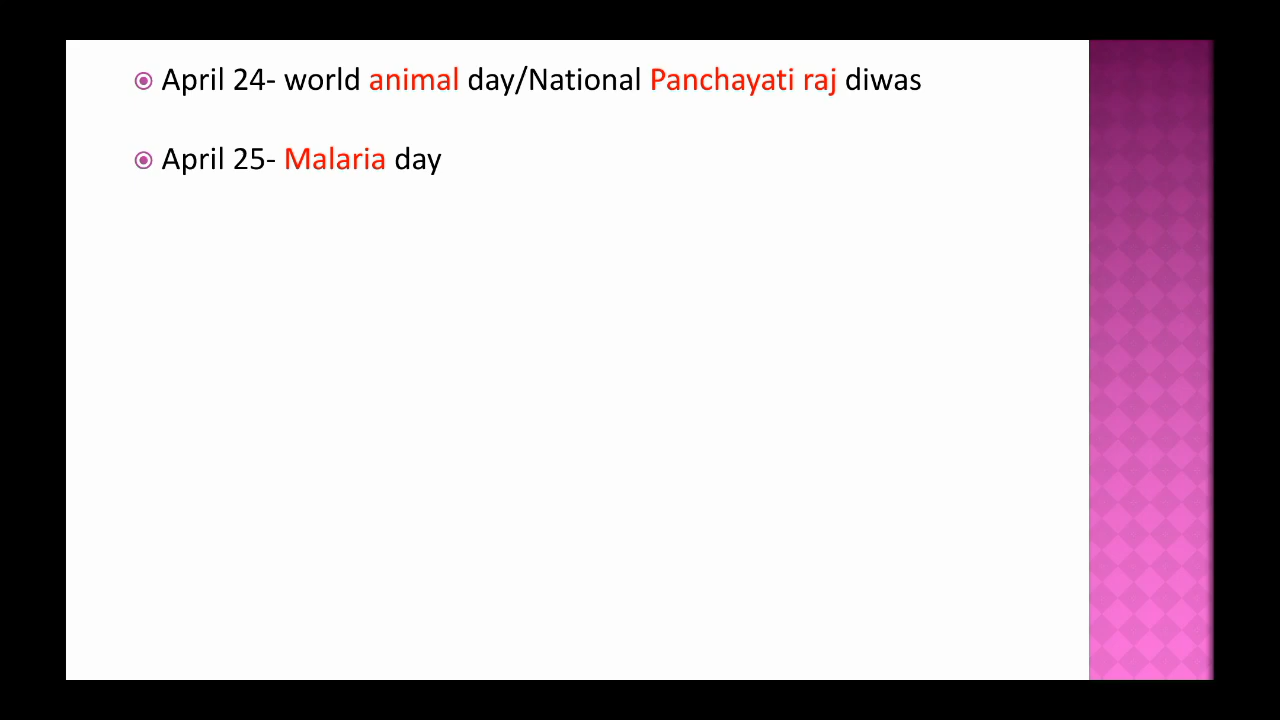 April 24- world animal day/National Panchayati raj diwas
April 25- Malaria day